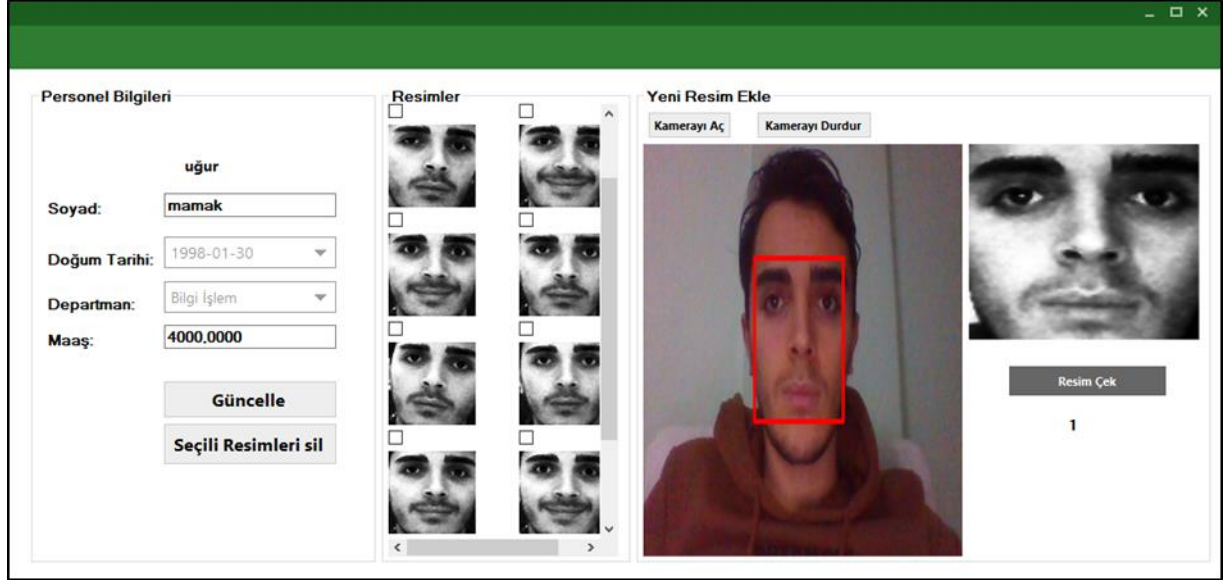 Personel Bilgileri
uğur
Soyad: mamak
Doğum Tarihi: 1998-01-30
Departman: Bilgi İşlem
Maaş: 4000,0000
Güncelle
Seçili Resimleri sil
Resimler
Yeni Resim Ekle
Kamerayı Aç Kamerayı Durdur
Resim Çek
1